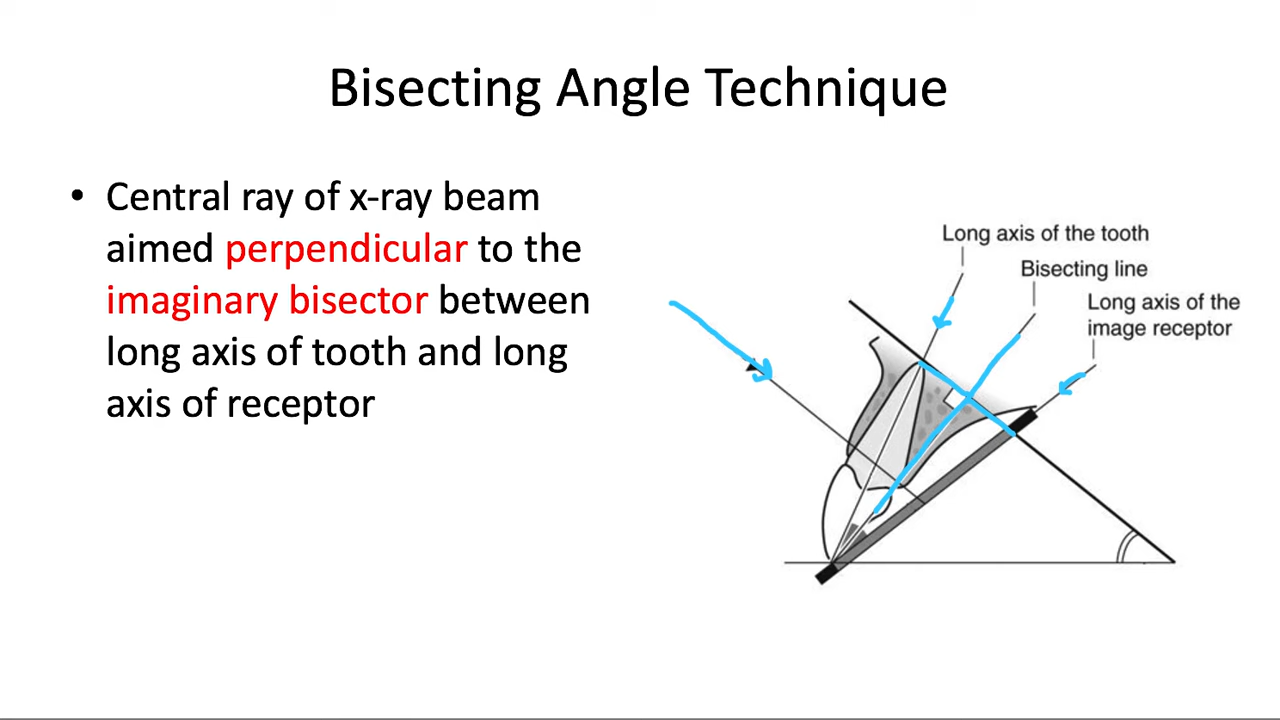 Bisecting Angle Technique
• Central ray of x-ray beam
aimed perpendicular to the
imaginary bisector between
long axis of tooth and long
axis of receptor
Long axis of the tooth
Bisecting line
Long axis of the
image receptor